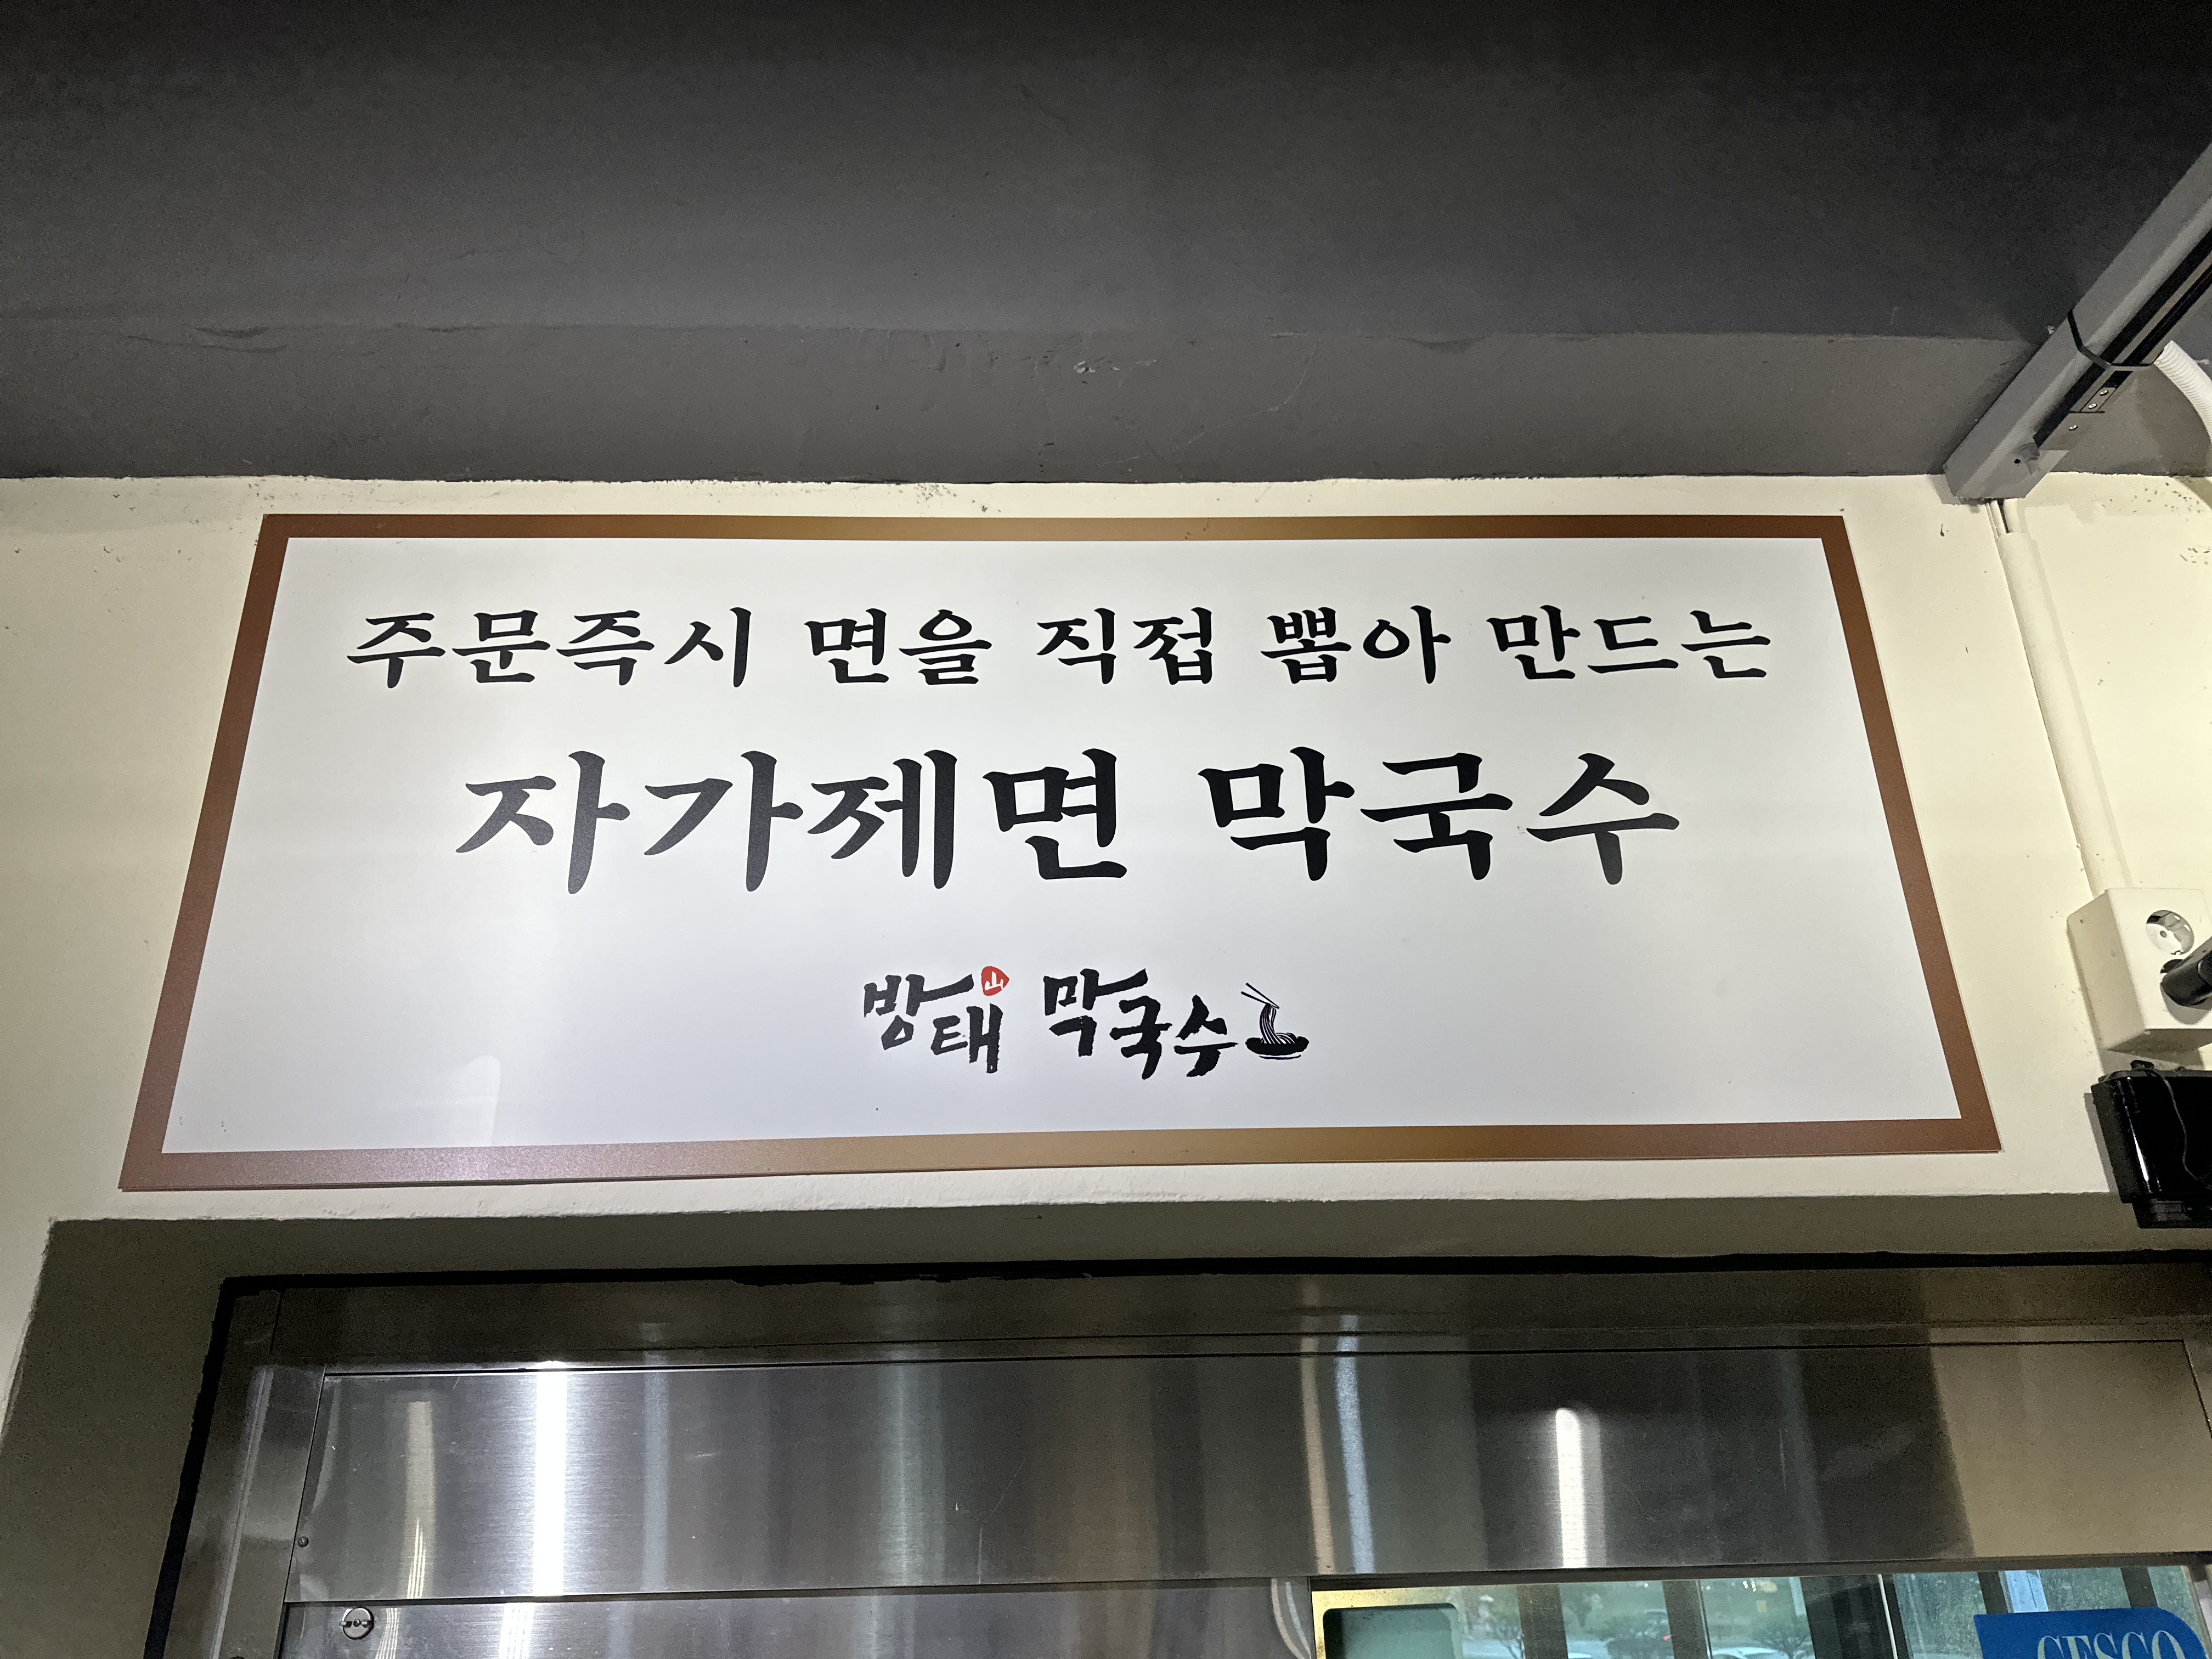 주문즉시 면을 직접 뽑아 만드는
자가제면 막국수
방태山 막국수
CESCO